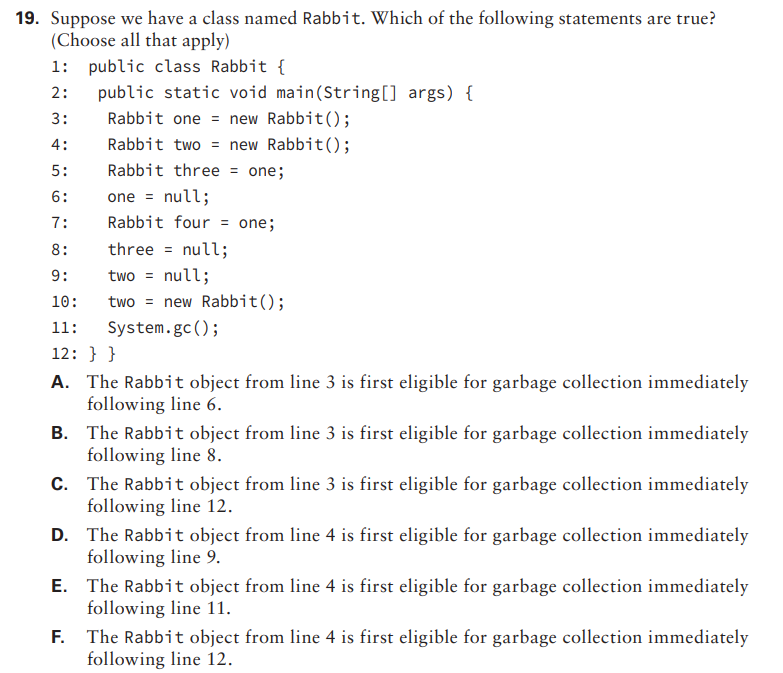 19. Suppose we have a class named Rabbit. Which of the following statements are true?
(Choose all that apply)
1: public class Rabbit {
2: public static void main(String[] args) {
3: Rabbit one = new Rabbit();
4: Rabbit two = new Rabbit();
5: Rabbit three = one;
6: one = null;
7: Rabbit four = one;
8: three = null;
9: two = null;
10: two = new Rabbit();
11: System.gc();
12: } }
A. The Rabbit object from line 3 is first eligible for garbage collection immediately
following line 6.
B. The Rabbit object from line 3 is first eligible for garbage collection immediately
following line 8.
C. The Rabbit object from line 3 is first eligible for garbage collection immediately
following line 12.
D. The Rabbit object from line 4 is first eligible for garbage collection immediately
following line 9.
E. The Rabbit object from line 4 is first eligible for garbage collection immediately
following line 11.
F. The Rabbit object from line 4 is first eligible for garbage collection immediately
following line 12.